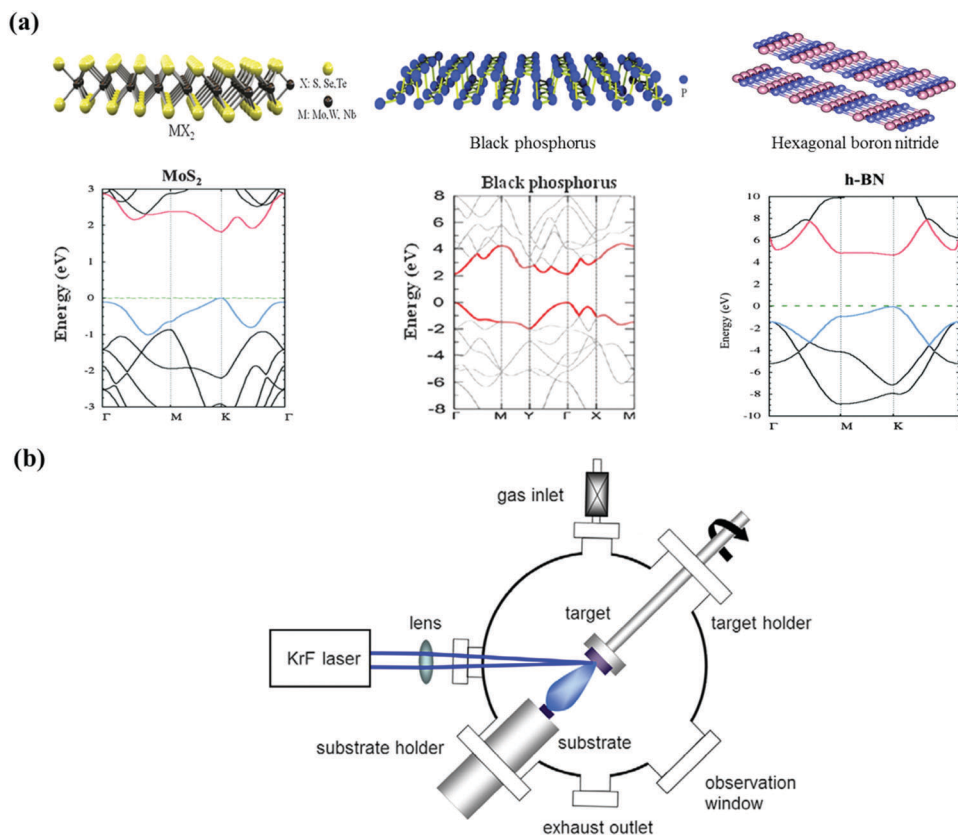 (a)
X: S, Se,Te
M: Mo,W, Nb
MX2
P
Black phosphorus
Hexagonal boron nitride
MoS2
Energy (eV)
3
2
1
0
-1
-2
-3
Γ M K Γ
Black phosphorus
Energy (eV)
8
6
4
2
0
-2
-4
-6
-8
Γ M Y Γ X M
h-BN
Energy (eV)
10
8
6
4
2
0
-2
-4
-6
-8
-10
Γ M K
(b)
gas inlet
target
target holder
lens
KrF laser
substrate holder
substrate
observation
window
exhaust outlet